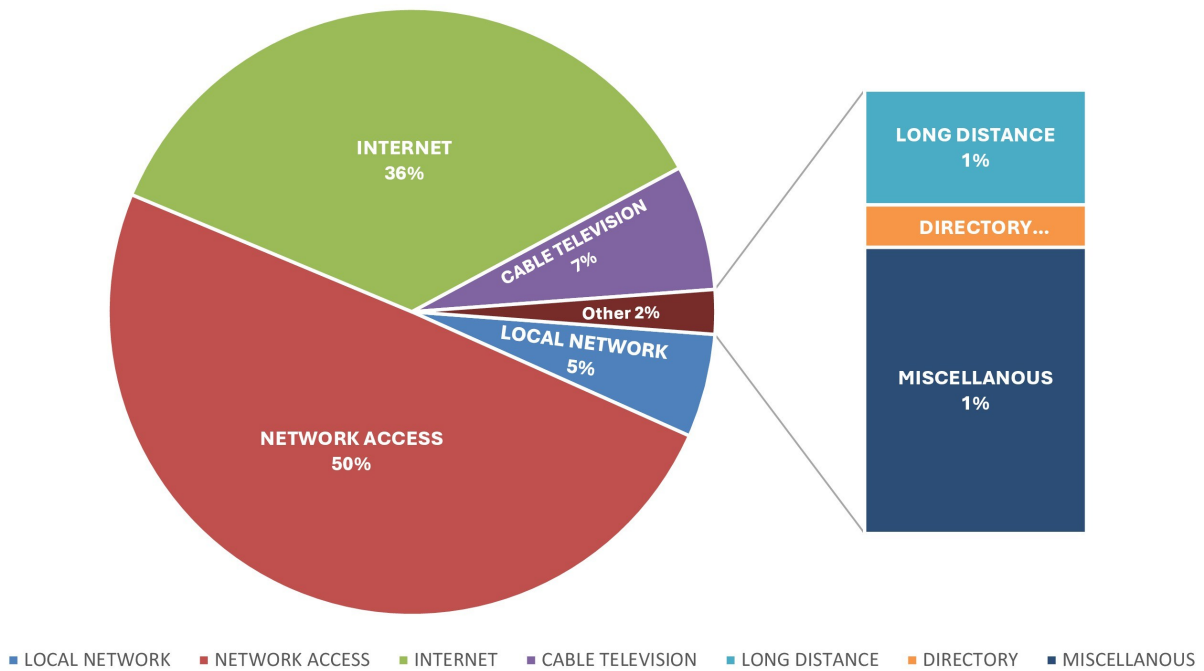 INTERNET
36%
CABLE TELEVISION
7%
Other 2%
LOCAL NETWORK
5%
NETWORK ACCESS
50%
LONG DISTANCE
1%
DIRECTORY...
MISCELLANOUS
1%
LOCAL NETWORK NETWORK ACCESS INTERNET CABLE TELEVISION LONG DISTANCE DIRECTORY MISCELLANOUS